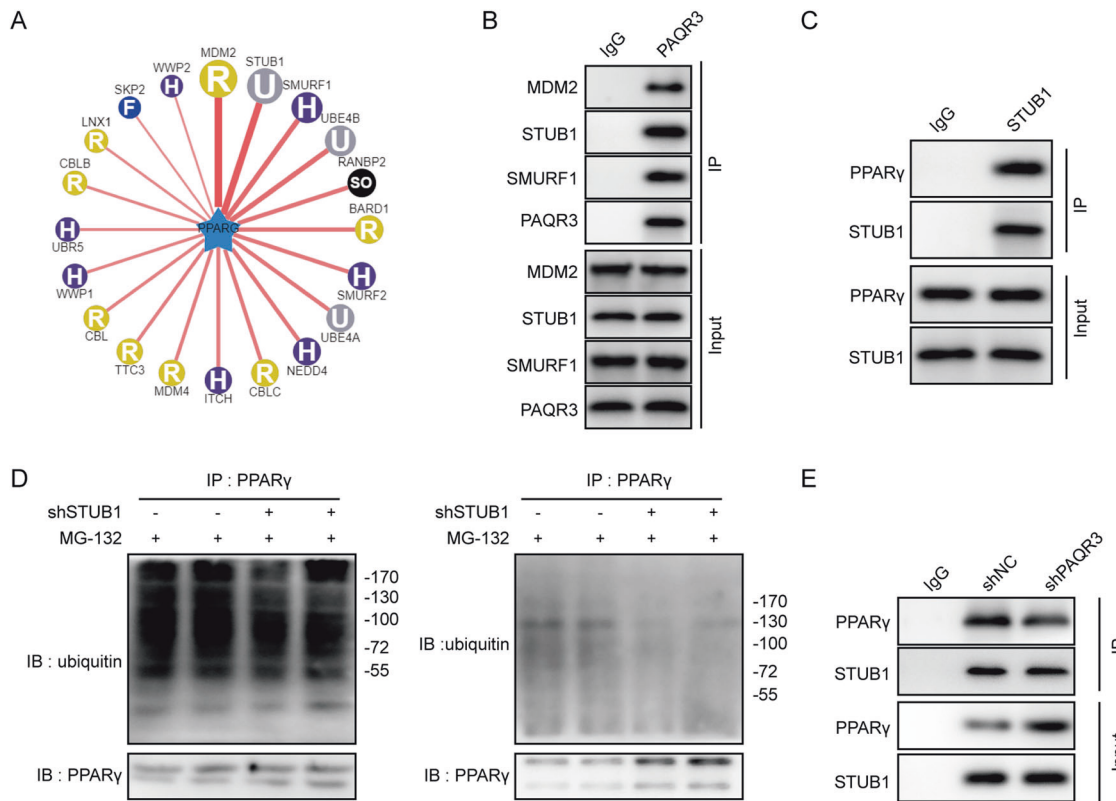 A
MDM2
R
STUB1
U
SMURF1
H
UBE4B
U
RANBP2
SO
BARD1
R
SMURF2
H
UBE4A
U
NEDD4
H
CBLC
R
ITCH
H
MDM4
R
TTC3
R
CBL
R
WWP1
H
UBR5
H
CBLB
R
LNX1
R
SKP2
F
WWP2
H
PPARG
B
IgG PAQR3
MDM2
STUB1
SMURF1
PAQR3
IP
MDM2
STUB1
SMURF1
PAQR3
Input
C
IgG STUB1
PPARγ
STUB1
IP
PPARγ
STUB1
Input
D
IP : PPARγ
shSTUB1 - - + +
MG-132 + + + +
-170
-130
-100
-72
-55
IB : ubiquitin
IB : PPARγ
IP : PPARγ
shSTUB1 - - + +
MG-132 + + + +
-170
-130
-100
-72
-55
IB :ubiquitin
IB : PPARγ
E
IgG shNC shPAQR3
PPARγ
STUB1
IP
PPARγ
STUB1
Input